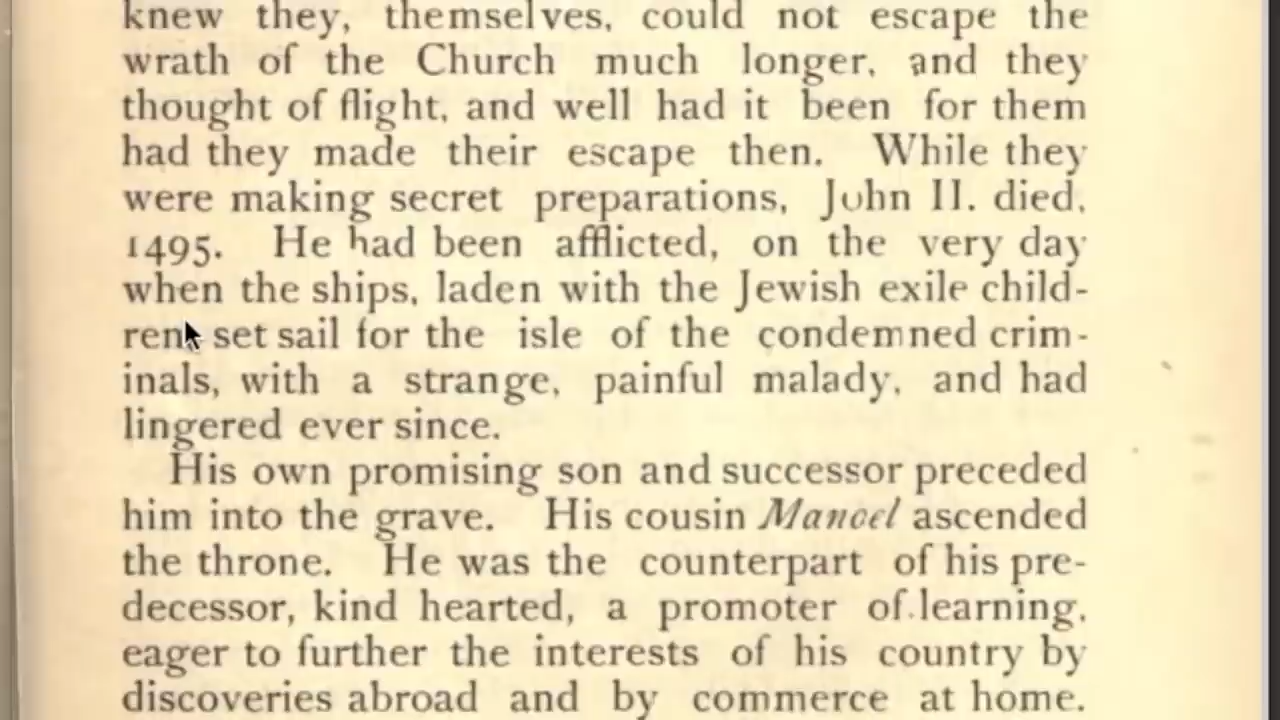 knew they, themselves, could not escape the
wrath of the Church much longer, and they
thought of flight, and well had it been for them
had they made their escape then. While they
were making secret preparations, John II. died,
1495. He had been afflicted, on the very day
when the ships, laden with the Jewish exile child-
ren, set sail for the isle of the condemned crim-
inals, with a strange, painful malady, and had
lingered ever since.
His own promising son and successor preceded
him into the grave. His cousin Manoel ascended
the throne. He was the counterpart of his pre-
decessor, kind hearted, a promoter of learning,
eager to further the interests of his country by
discoveries abroad and by commerce at home.